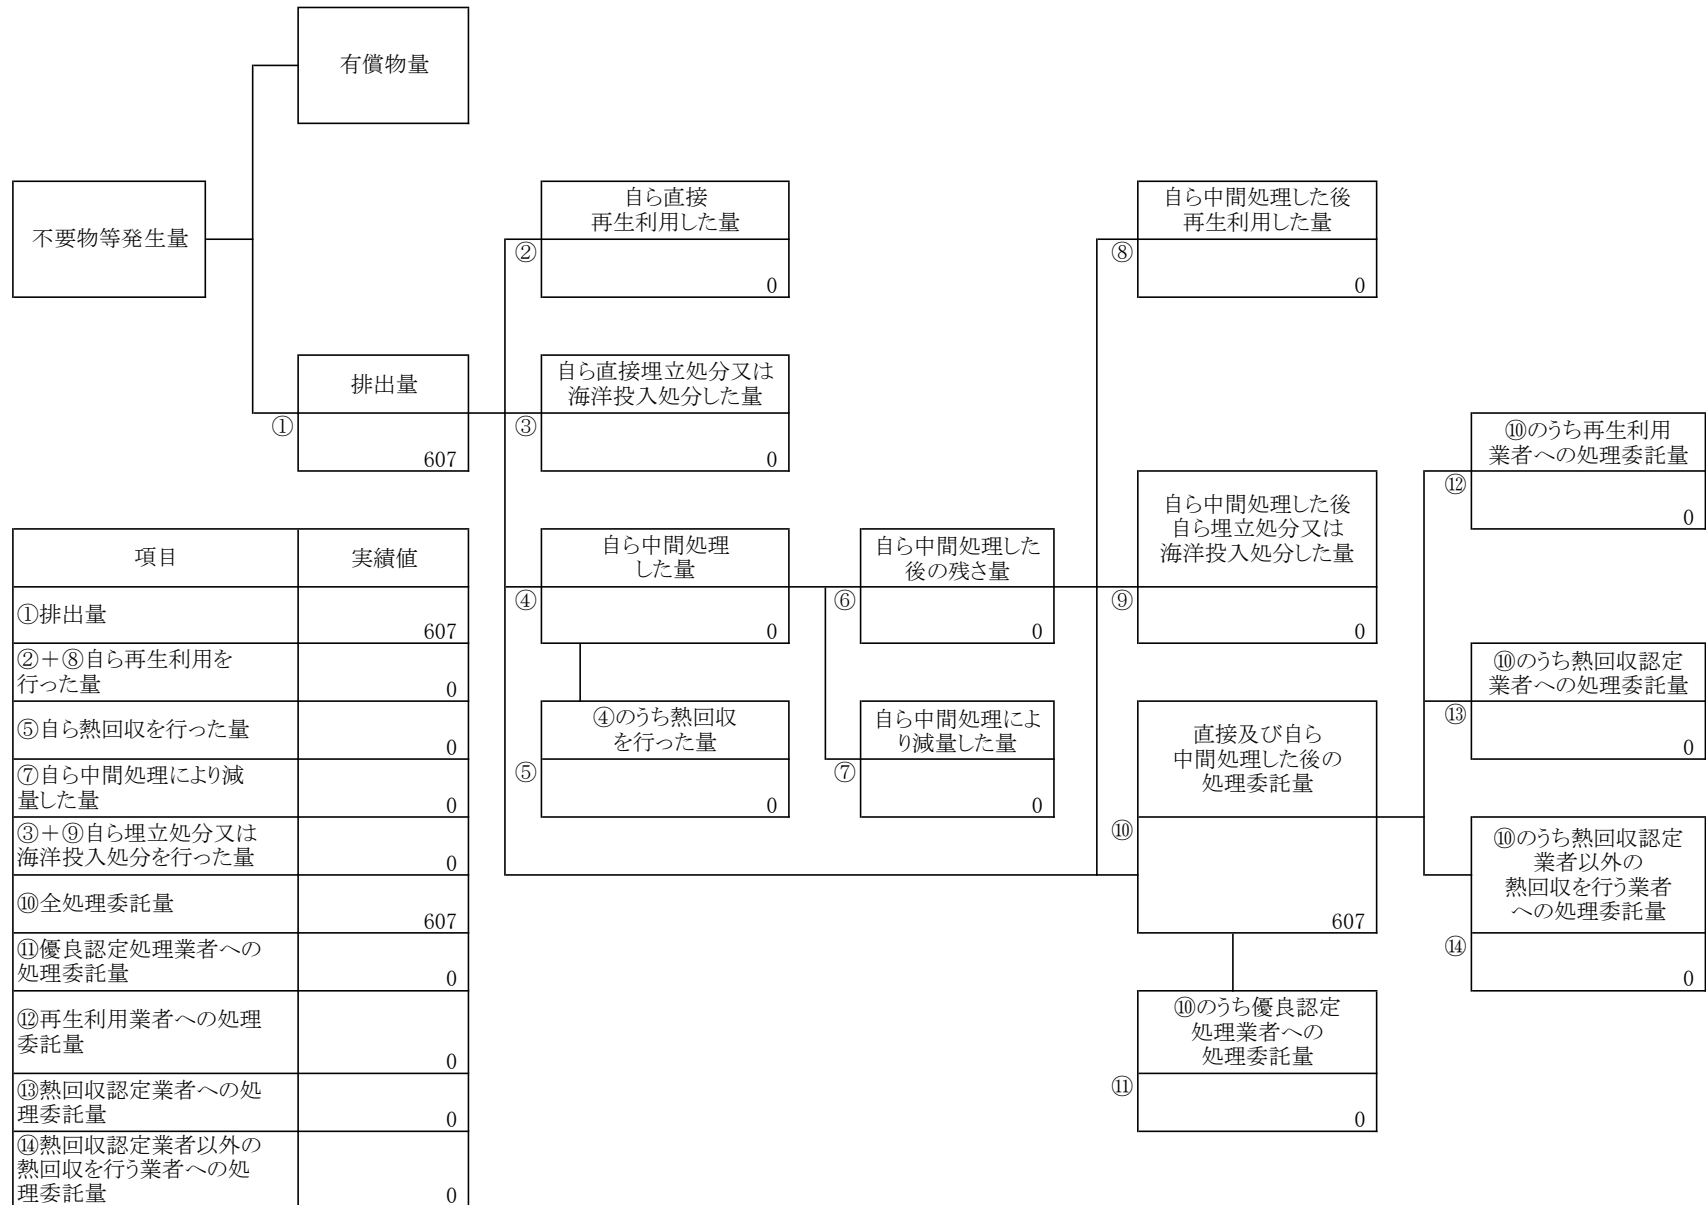 有償物量
不要物等発生量
自ら直接
再生利用した量
②
0
自ら中間処理した後
再生利用した量
⑧
0
排出量
①
607
自ら直接埋立処分又は
海洋投入処分した量
③
0
⑩のうち再生利用
業者への処理委託量
⑫
0
自ら中間処理
した量
④
0
自ら中間処理した
後の残さ量
⑥
0
自ら中間処理した後
自ら埋立処分又は
海洋投入処分した量
⑨
0
⑩のうち熱回収認定
業者への処理委託量
⑬
0
④のうち熱回収
を行った量
⑤
0
自ら中間処理によ
り減量した量
⑦
0
直接及び自ら
中間処理した後の
処理委託量
⑩
607
⑩のうち熱回収認定
業者以外の
熱回収を行う業者
への処理委託量
⑭
0
⑩のうち優良認定
処理業者への
処理委託量
⑪
0
項目 実績値
①排出量
607
②+⑧自ら再生利用を
行った量
0
⑤自ら熱回収を行った量
0
⑦自ら中間処理により減
量した量
0
③+⑨自ら埋立処分又は
海洋投入処分を行った量
0
⑩全処理委託量
607
⑪優良認定処理業者への
処理委託量
0
⑫再生利用業者への処理
委託量
0
⑬熱回収認定業者への処
理委託量
0
⑭熱回収認定業者以外の
熱回収を行う業者への処
理委託量
0